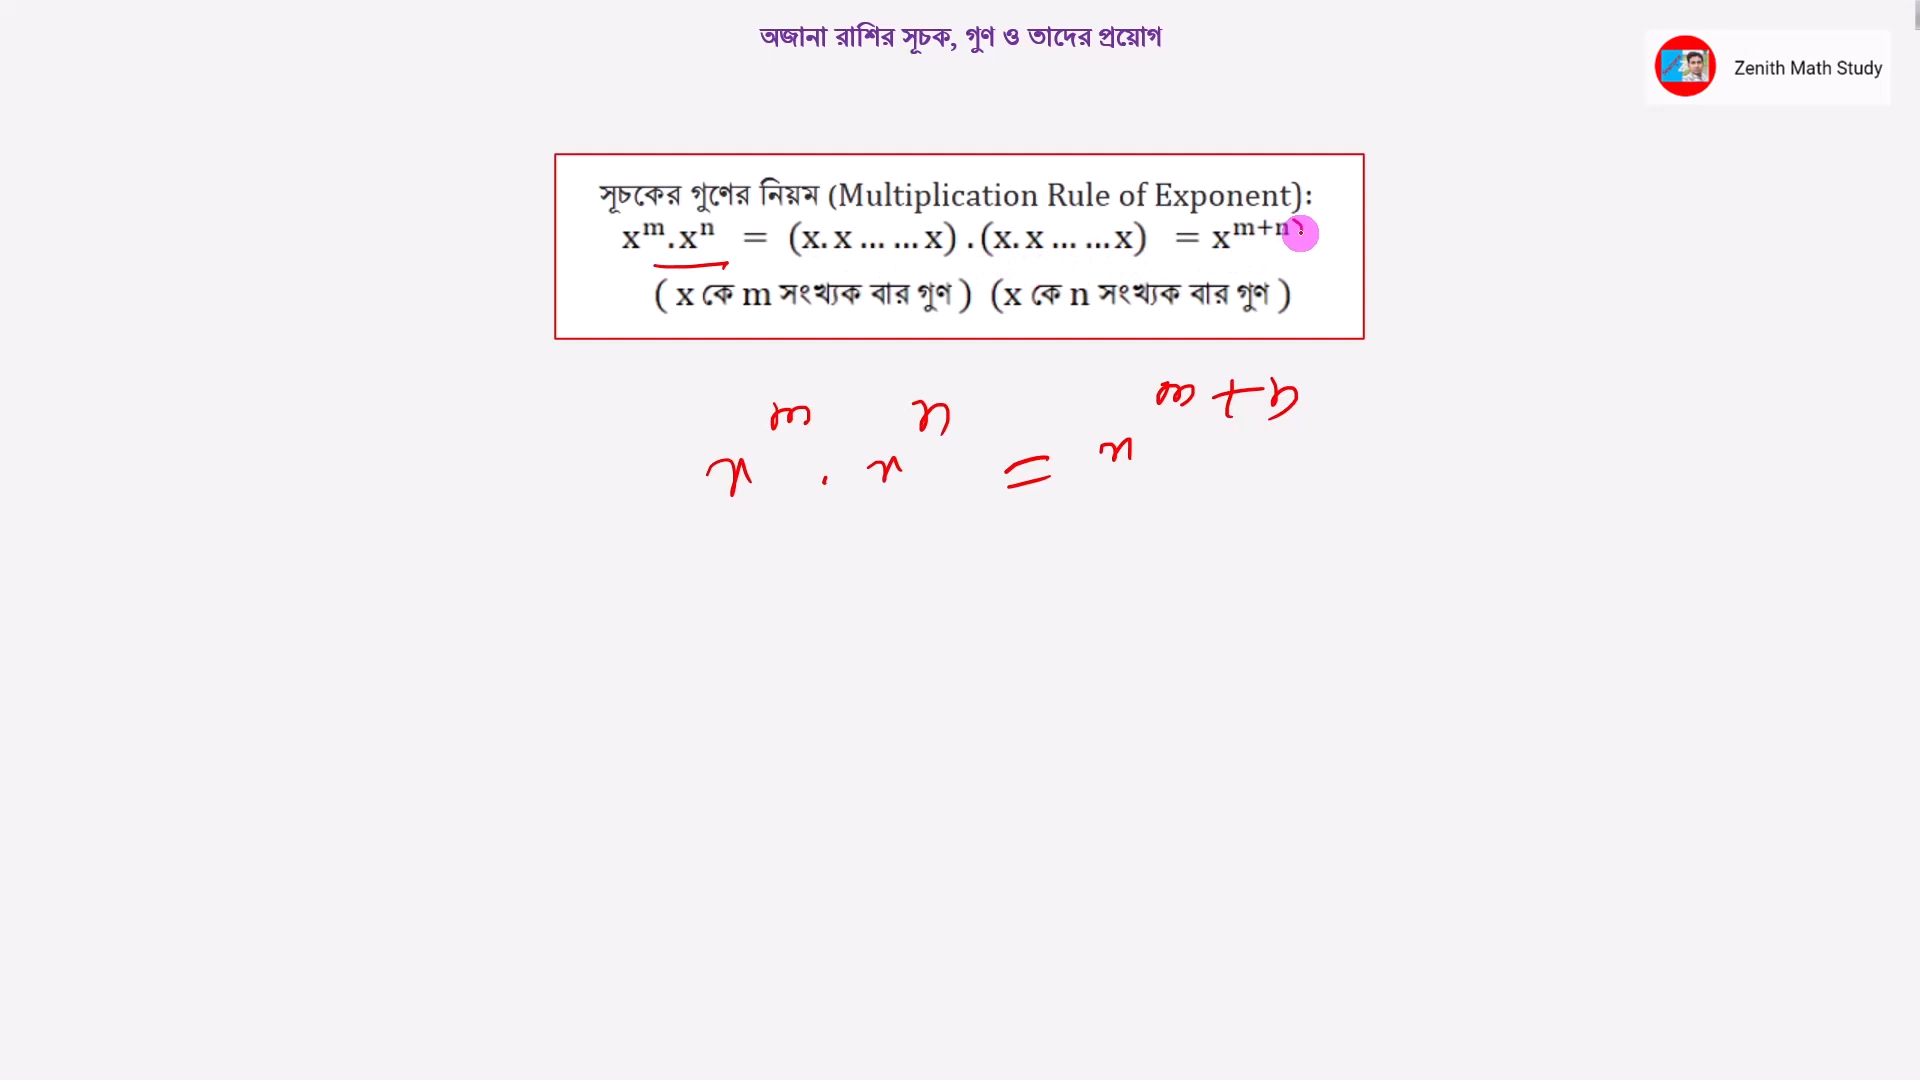 অজানা রাশির সূচক, গুণ ও তাদের প্রয়োগ
Zenith Math Study
সূচকের গুণের নিয়ম (Multiplication Rule of Exponent):
xᵐ.xⁿ = (x.x … …x) .(x.x … …x) = xᵐ⁺ⁿ
( x কে m সংখ্যক বার গুণ ) (x কে n সংখ্যক বার গুণ )
xᵐ . xⁿ = xᵐ⁺ⁿ